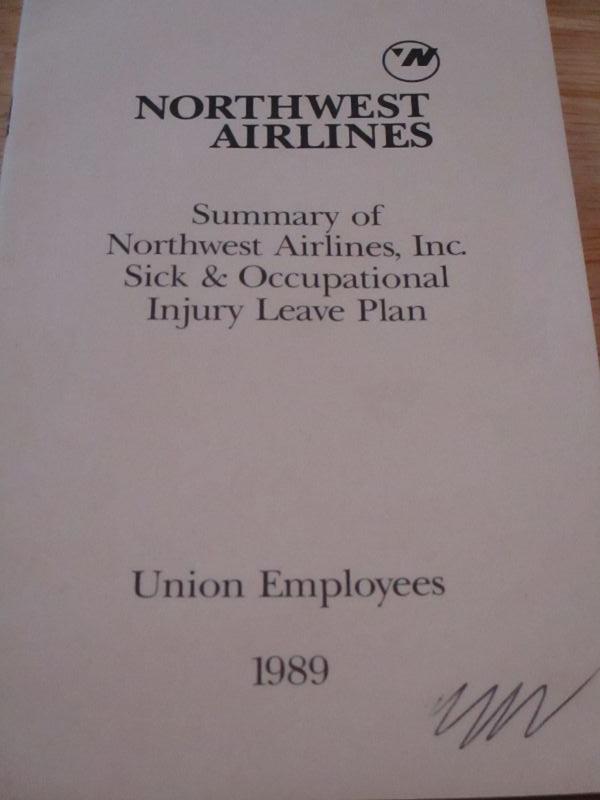 NORTHWEST
AIRLINES
Summary of
Northwest Airlines, Inc.
Sick & Occupational
Injury Leave Plan
Union Employees
1989